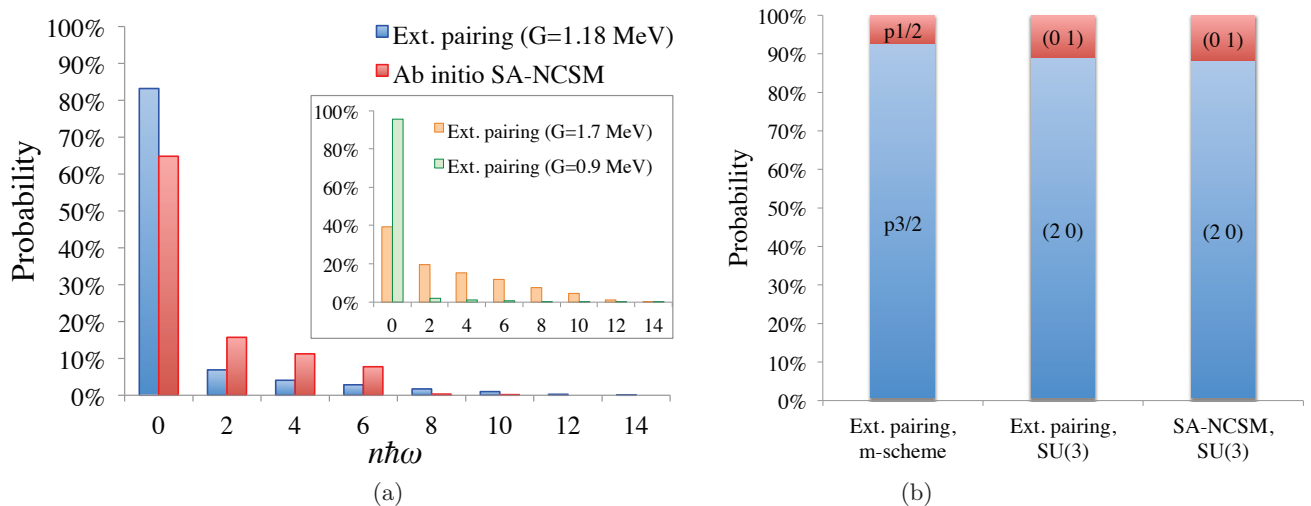 100%
90%
80%
70%
60%
50%
40%
30%
20%
10%
0%
Probability
Ext. pairing (G=1.18 MeV)
Ab initio SA-NCSM
100%
80%
60%
40%
20%
0%
Ext. pairing (G=1.7 MeV)
Ext. pairing (G=0.9 MeV)
0 2 4 6 8 10 12 14
0 2 4 6 8 10 12 14
nħω
(a)
100%
90%
80%
70%
60%
50%
40%
30%
20%
10%
0%
Probability
p1/2 (0 1) (0 1)
p3/2 (2 0) (2 0)
Ext. pairing, m-scheme
Ext. pairing, SU(3)
SA-NCSM, SU(3)
(b)